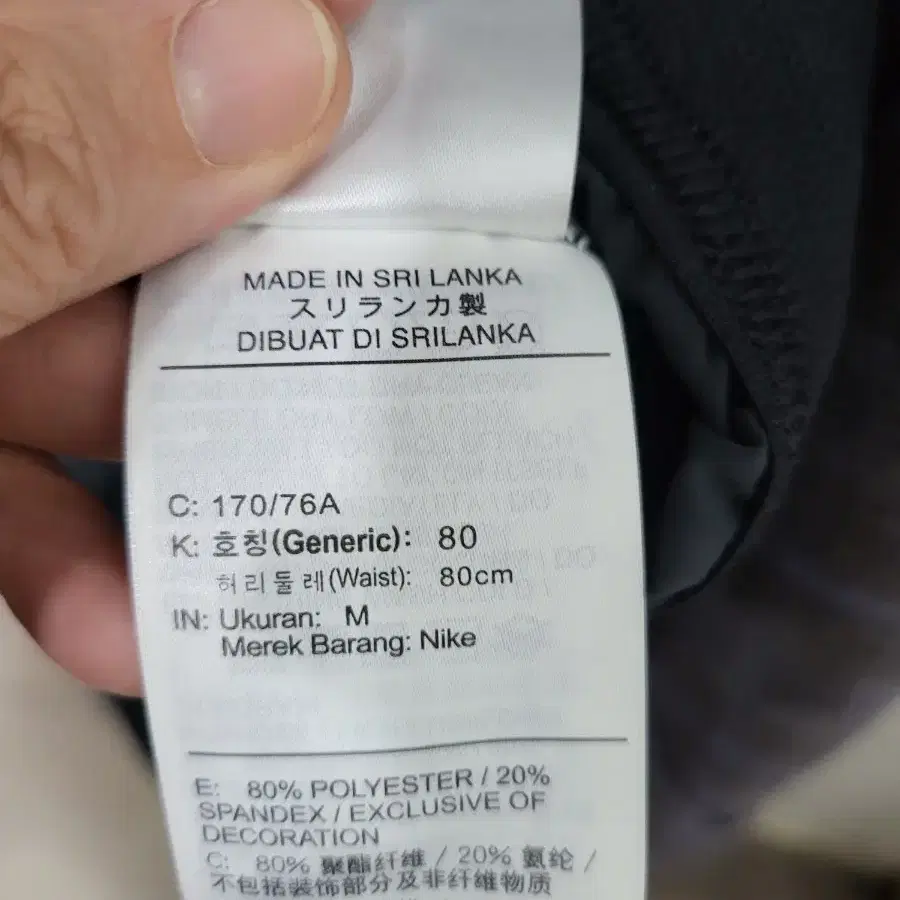 MADE IN SRI LANKA
スリランカ製
DIBUAT DI SRILANKA
C: 170/76A
K: 호칭(Generic): 80
허리둘레(Waist): 80cm
IN: Ukuran: M
Merek Barang: Nike
E: 80% POLYESTER / 20%
SPANDEX / EXCLUSIVE OF
DECORATION
C: 80% 聚酯纤维 / 20% 氨纶 /
不包括装饰部分及非纤维物质